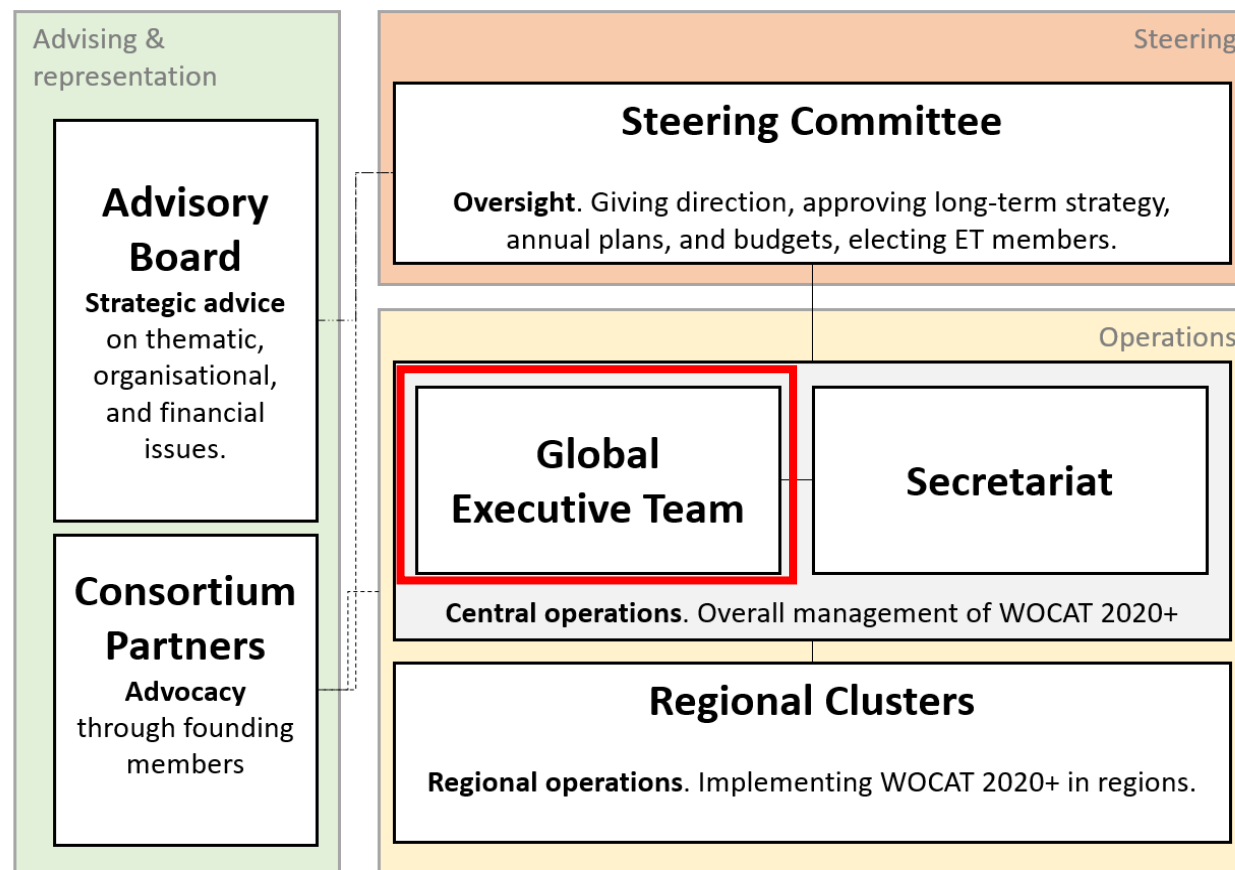 Advising &
representation
Advisory
Board
Strategic advice
on thematic,
organisational,
and financial
issues.
Consortium
Partners
Advocacy
through founding
members
Steering
Steering Committee
Oversight. Giving direction, approving long-term strategy,
annual plans, and budgets, electing ET members.
Operations
Global
Executive Team
Secretariat
Central operations. Overall management of WOCAT 2020+
Regional Clusters
Regional operations. Implementing WOCAT 2020+ in regions.